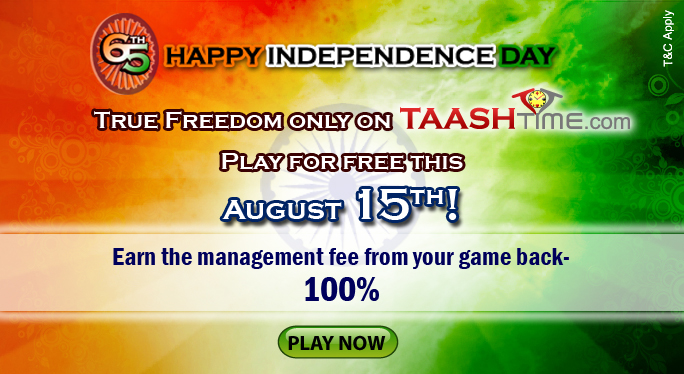 65TH HAPPY INDEPENDENCE DAY
T&C Apply
TRUE FREEDOM ONLY ON TAASHTIME.com
PLAY FOR FREE THIS
AUGUST 15TH!
Earn the management fee from your game back-
100%
PLAY NOW